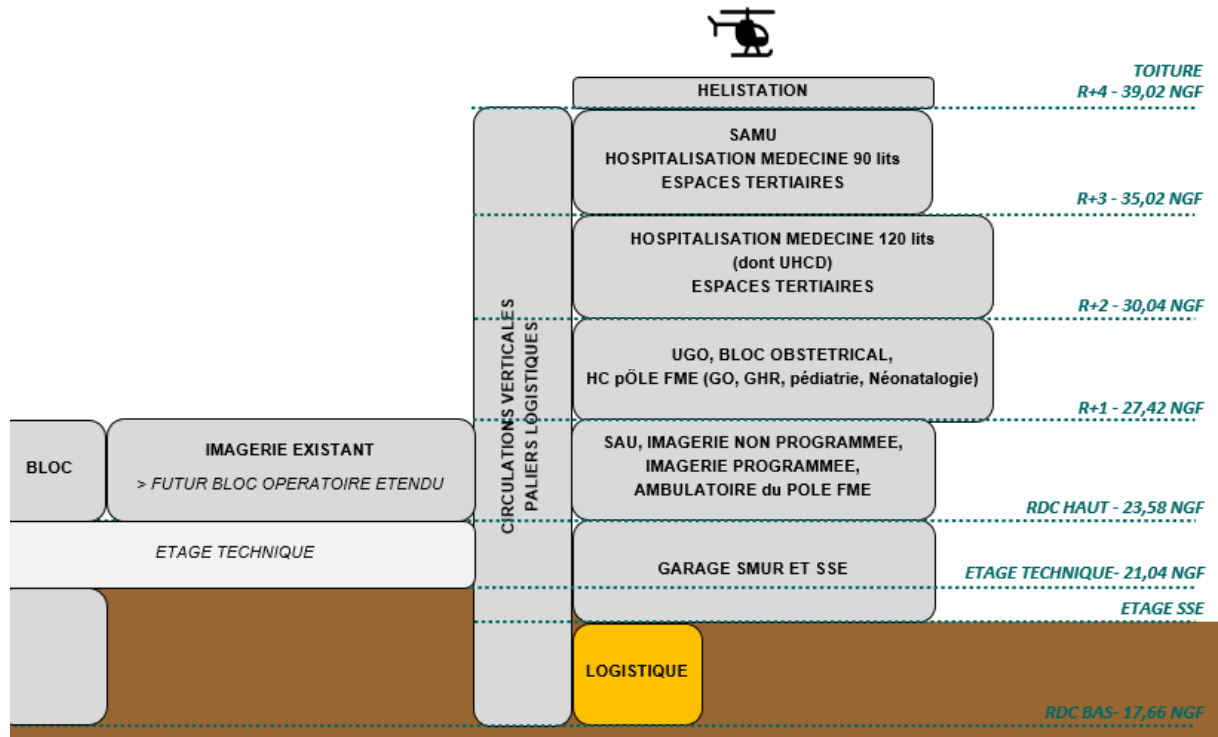 TOITURE
R+4 - 39,02 NGF
HELISTATION
SAMU
HOSPITALISATION MEDECINE 90 lits
ESPACES TERTIAIRES
R+3 - 35,02 NGF
HOSPITALISATION MEDECINE 120 lits
(dont UHCD)
ESPACES TERTIAIRES
R+2 - 30,04 NGF
CIRCULATIONS VERTICALES
PALIERS LOGISTIQUES
UGO, BLOC OBSTETRICAL,
HC pÖLE FME (GO, GHR, pédiatrie, Néonatalogie)
R+1 - 27,42 NGF
BLOC
IMAGERIE EXISTANT
> FUTUR BLOC OPERATOIRE ETENDU
SAU, IMAGERIE NON PROGRAMMEE,
IMAGERIE PROGRAMMEE,
AMBULATOIRE du POLE FME
RDC HAUT - 23,58 NGF
ETAGE TECHNIQUE
GARAGE SMUR ET SSE
ETAGE TECHNIQUE- 21,04 NGF
ETAGE SSE
LOGISTIQUE
RDC BAS- 17,66 NGF